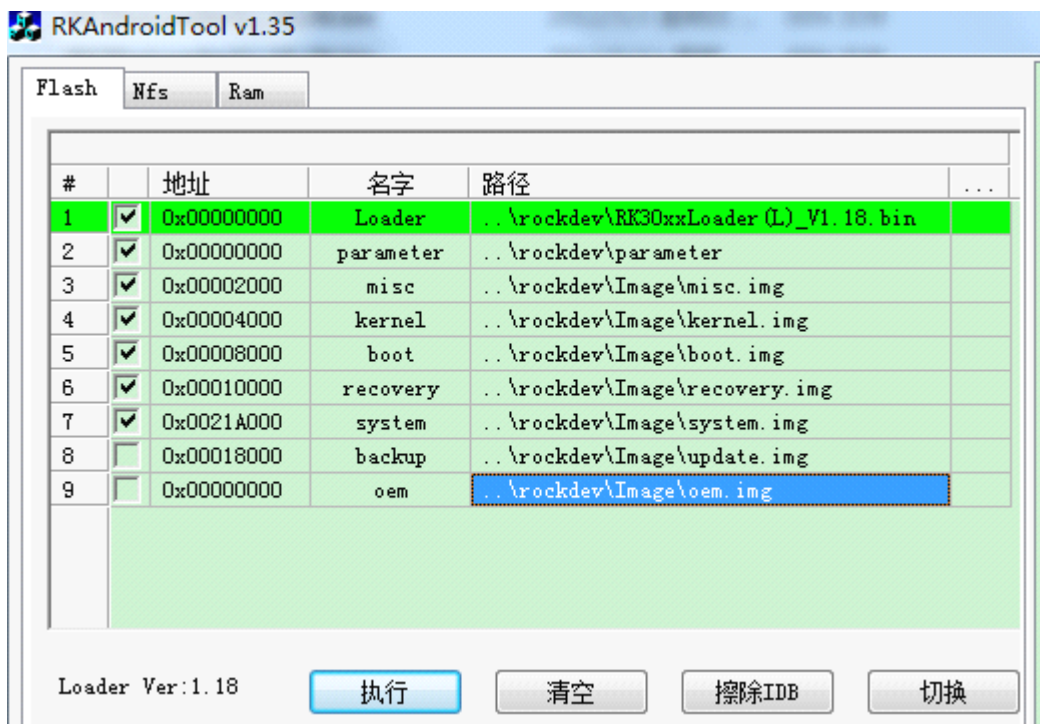 RKAndroidTool v1.35
Flash Nfs Ram
# 地址 名字 路径 ...
1 0x00000000 Loader ..\rockdev\RK30xxLoader(L)_V1.18.bin
2 0x00000000 parameter ..\rockdev\parameter
3 0x00002000 misc ..\rockdev\Image\misc.img
4 0x00004000 kernel ..\rockdev\Image\kernel.img
5 0x00008000 boot ..\rockdev\Image\boot.img
6 0x00010000 recovery ..\rockdev\Image\recovery.img
7 0x0021A000 system ..\rockdev\Image\system.img
8 0x00018000 backup ..\rockdev\Image\update.img
9 0x00000000 oem ..\rockdev\Image\oem.img
Loader Ver:1.18 执行 清空 擦除IDB 切换